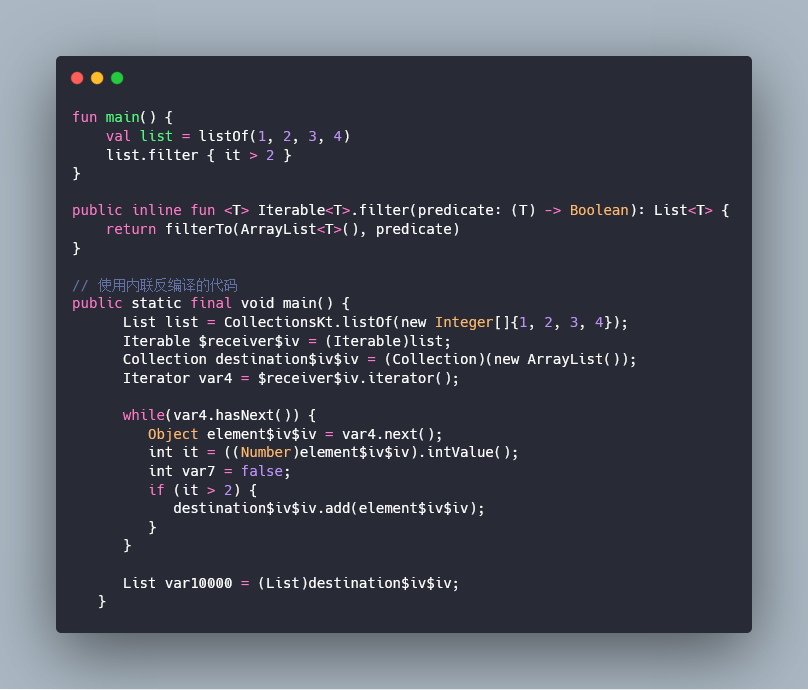 fun main() {
    val list = listOf(1, 2, 3, 4)
    list.filter { it > 2 }
}
public inline fun <T> Iterable<T>.filter(predicate: (T) -> Boolean): List<T> {
    return filterTo(ArrayList<T>(), predicate)
}
// 使用内联反编译的代码
public static final void main() {
      List list = CollectionsKt.listOf(new Integer[]{1, 2, 3, 4});
      Iterable $receiver$iv = (Iterable)list;
      Collection destination$iv$iv = (Collection)(new ArrayList());
      Iterator var4 = $receiver$iv.iterator();
      while(var4.hasNext()) {
         Object element$iv$iv = var4.next();
         int it = ((Number)element$iv$iv).intValue();
         int var7 = false;
         if (it > 2) {
            destination$iv$iv.add(element$iv$iv);
         }
      }
      List var10000 = (List)destination$iv$iv;
   }